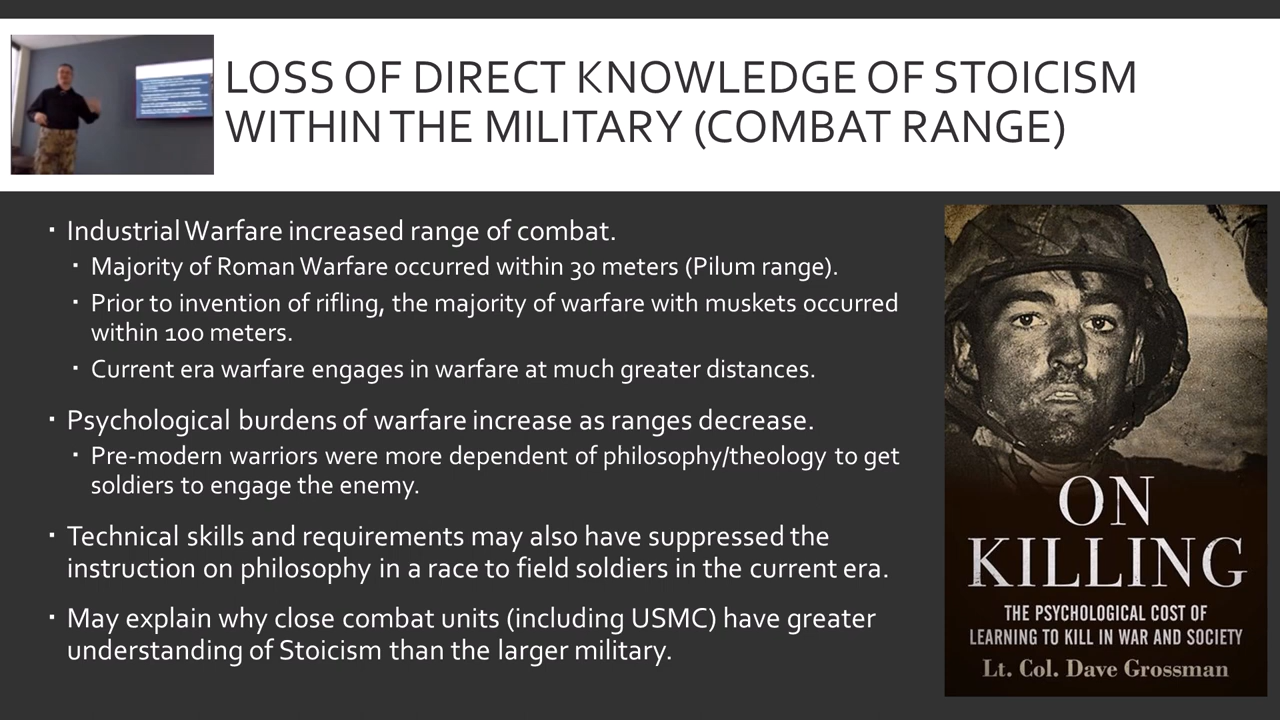 LOSS OF DIRECT KNOWLEDGE OF STOICISM
WITHIN THE MILITARY (COMBAT RANGE)
▪ Industrial Warfare increased range of combat.
▪ Majority of Roman Warfare occurred within 30 meters (Pilum range).
▪ Prior to invention of rifling, the majority of warfare with muskets occurred
within 100 meters.
▪ Current era warfare engages in warfare at much greater distances.
▪ Psychological burdens of warfare increase as ranges decrease.
▪ Pre-modern warriors were more dependent of philosophy/theology to get
soldiers to engage the enemy.
▪ Technical skills and requirements may also have suppressed the
instruction on philosophy in a race to field soldiers in the current era.
▪ May explain why close combat units (including USMC) have greater
understanding of Stoicism than the larger military.
ON
KILLING
THE PSYCHOLOGICAL COST OF
LEARNING TO KILL IN WAR AND SOCIETY
Lt. Col. Dave Grossman